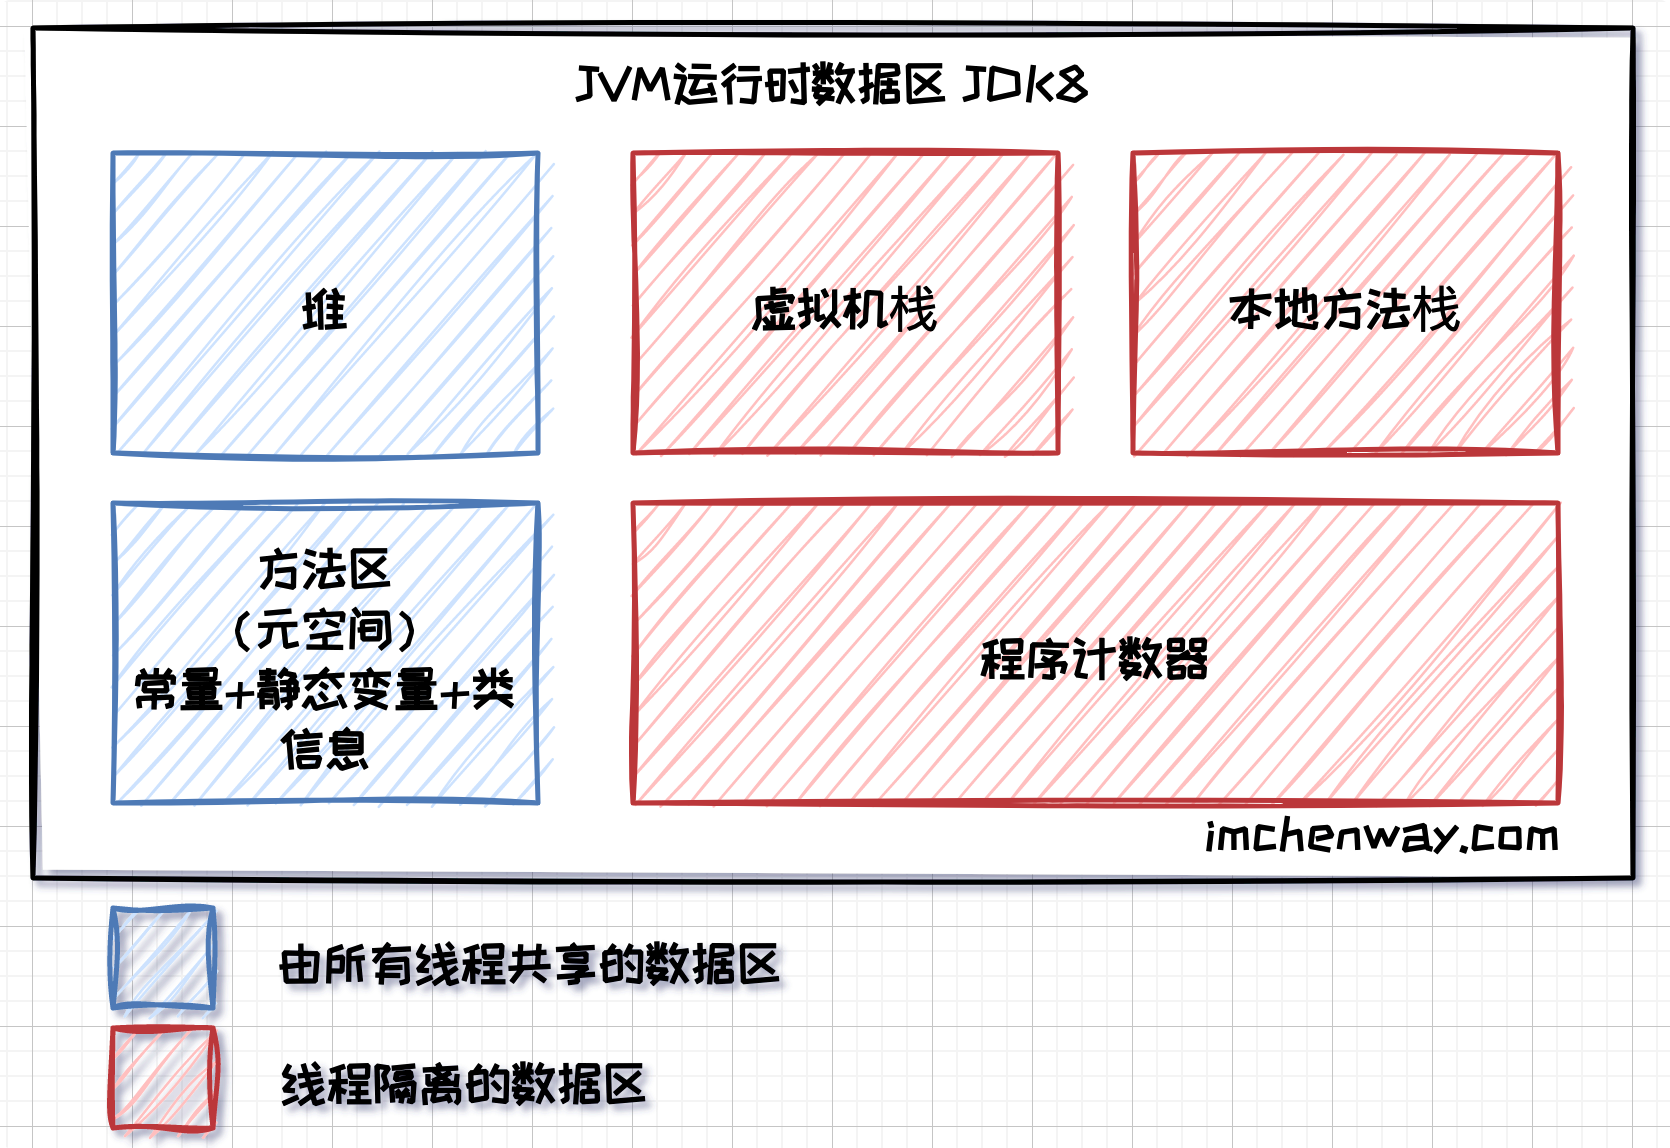 JVM运行时数据区 JDK8
堆
虚拟机栈
本地方法栈
方法区
（元空间）
常量+静态变量+类
信息
程序计数器
imchenway.com
由所有线程共享的数据区
线程隔离的数据区